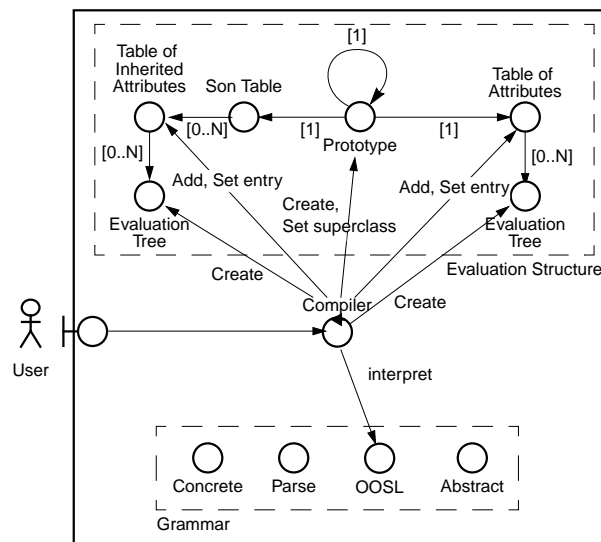 [1]
Table of
Inherited
Attributes
Son Table
Table of
Attributes
[0..N]
[1]
[1]
Prototype
[0..N]
[0..N]
Add, Set entry
Create,
Set superclass
Add, Set entry
Evaluation
Tree
Evaluation
Tree
Create
Evaluation Structure
Compiler
Create
User
interpret
Concrete
Parse
OOSL
Abstract
Grammar